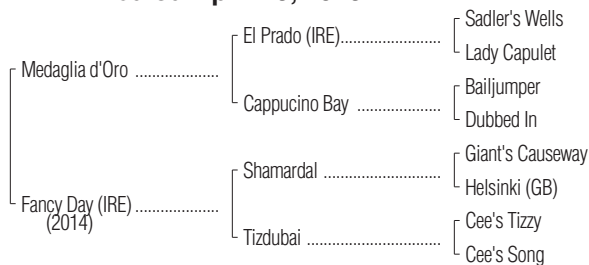 El Prado (IRE)....................
Sadler's Wells
Lady Capulet
Medaglia d'Oro ....................
Cappucino Bay ....................
Bailjumper
Dubbed In
Shamardal ............................
Giant's Causeway
Helsinki (GB)
Fancy Day (IRE) ....................
(2014)
Tizdubai ................................
Cee's Tizzy
Cee's Song